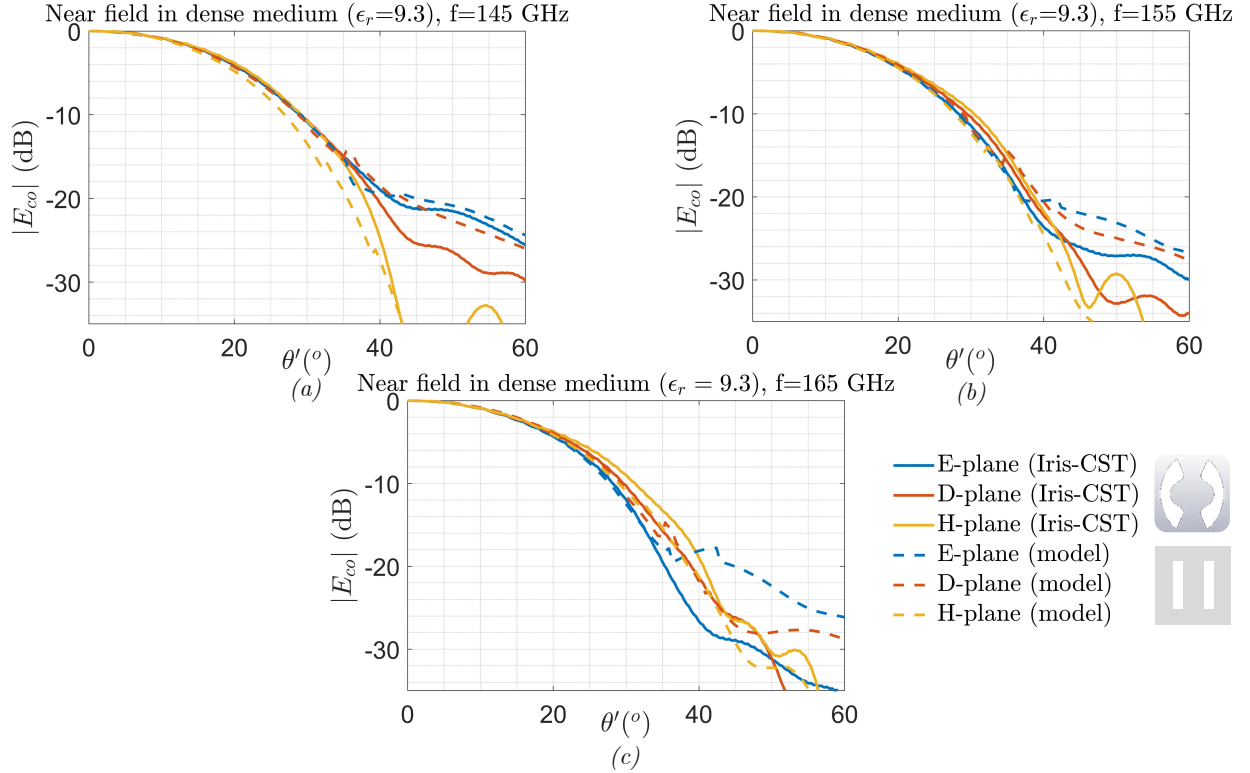 Near field in dense medium (ϵr=9.3), f=145 GHz
0
-10
-20
-30
|Eco| (dB)
0 20 40 60
θ′(o)
(a)
Near field in dense medium (ϵr=9.3), f=155 GHz
0
-10
-20
-30
|Eco| (dB)
0 20 40 60
θ′(o)
(b)
Near field in dense medium (ϵr = 9.3), f=165 GHz
0
-10
-20
-30
|Eco| (dB)
0 20 40 60
θ′(o)
(c)
E-plane (Iris-CST)
D-plane (Iris-CST)
H-plane (Iris-CST)
E-plane (model)
D-plane (model)
H-plane (model)